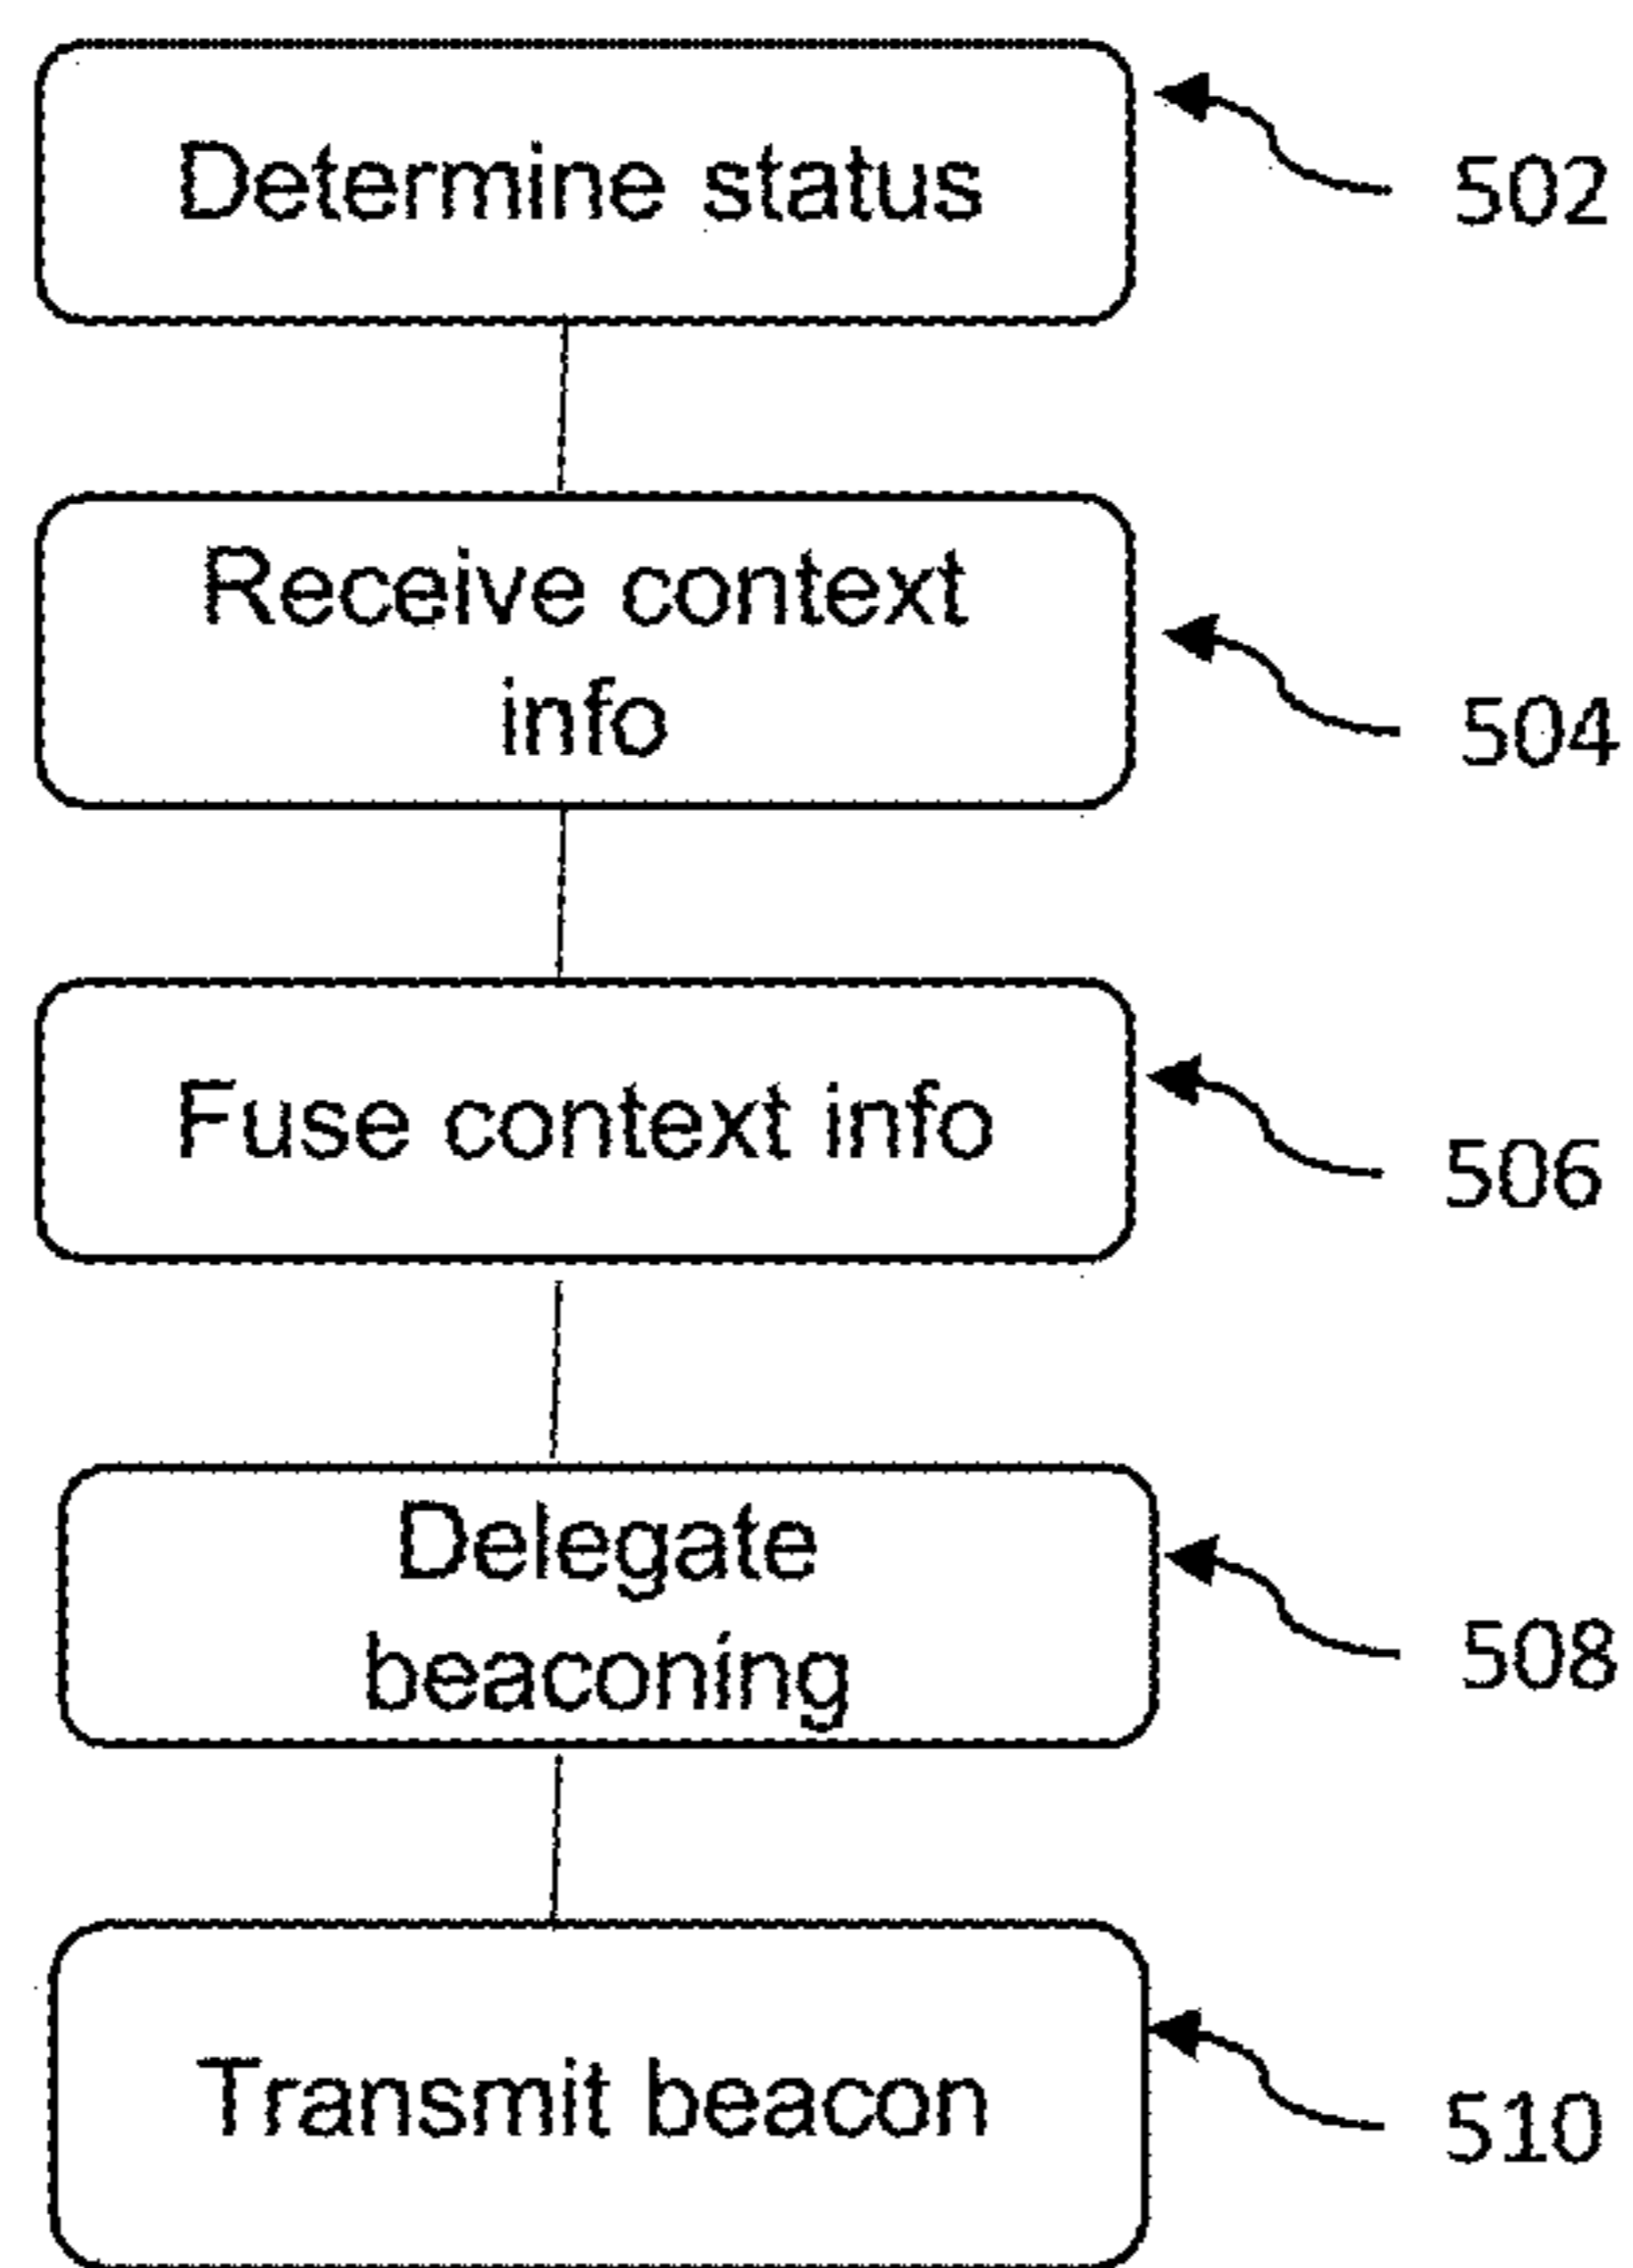 Determine status
502
Receive context
info
504
Fuse context info
506
Delegate
beaconing
508
Transmit beacon
510